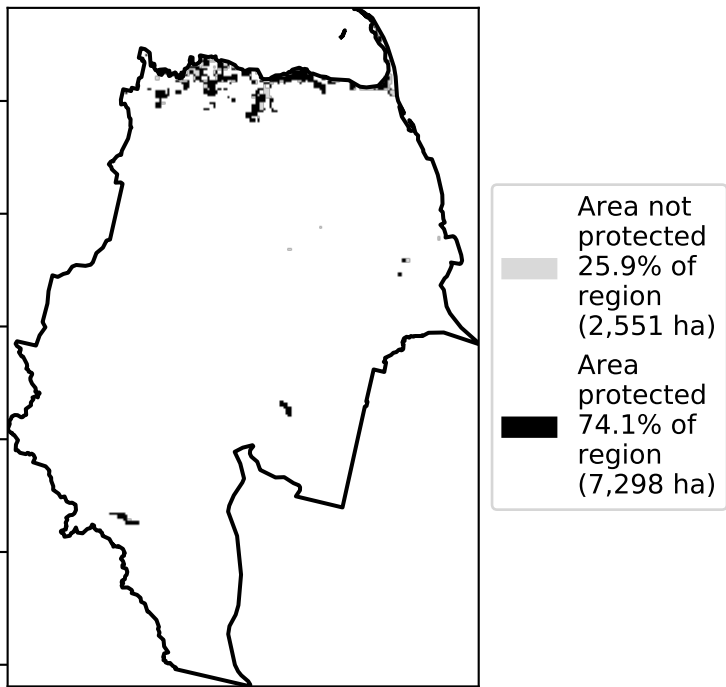 Area not
protected
25.9% of
region
(2,551 ha)
Area
protected
74.1% of
region
(7,298 ha)